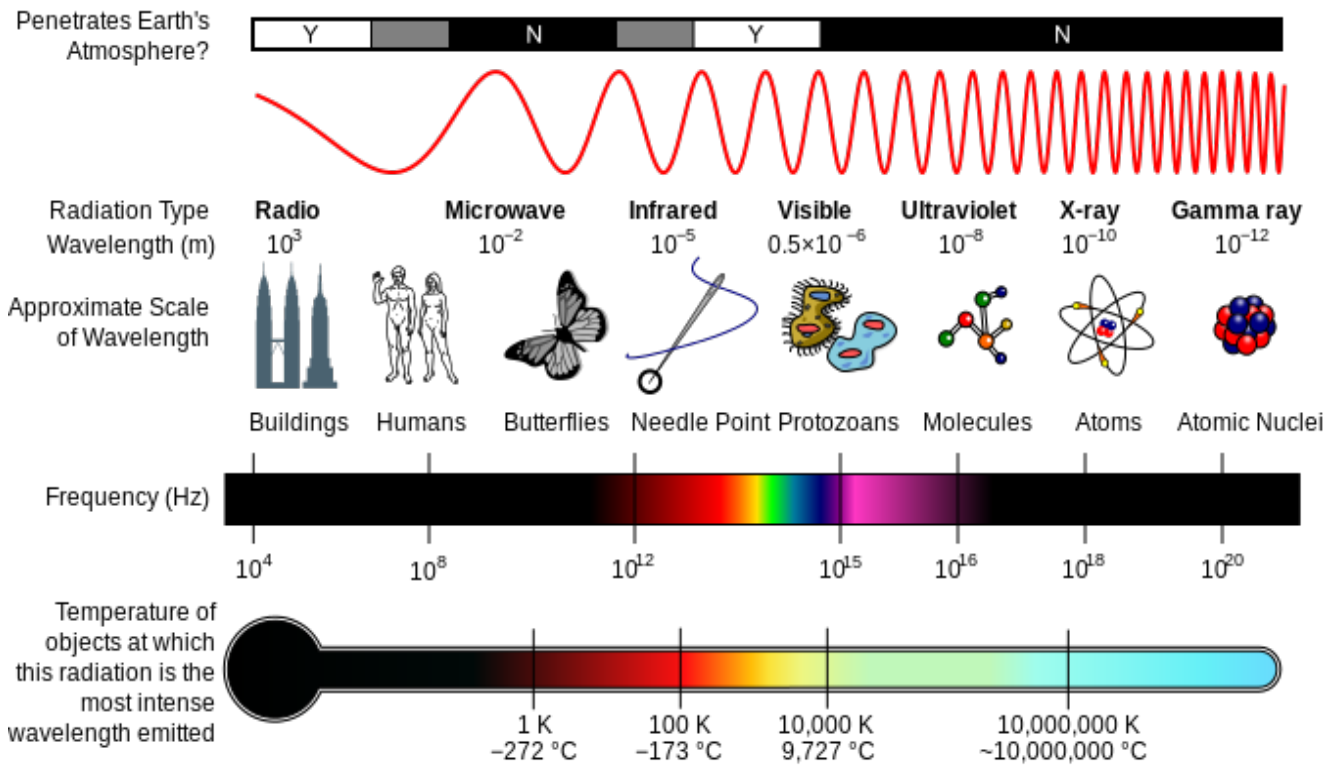 Penetrates Earth's
Atmosphere?
Y N Y N
Radiation Type Radio Microwave Infrared Visible Ultraviolet X-ray Gamma ray
Wavelength (m) 10³ 10⁻² 10⁻⁵ 0.5×10⁻⁶ 10⁻⁸ 10⁻¹⁰ 10⁻¹²
Approximate Scale
of Wavelength
Buildings Humans Butterflies Needle Point Protozoans Molecules Atoms Atomic Nuclei
Frequency (Hz)
10⁴ 10⁸ 10¹² 10¹⁵ 10¹⁶ 10¹⁸ 10²⁰
Temperature of
objects at which
this radiation is the
most intense
wavelength emitted
1 K 100 K 10,000 K 10,000,000 K
−272 °C −173 °C 9,727 °C ~10,000,000 °C